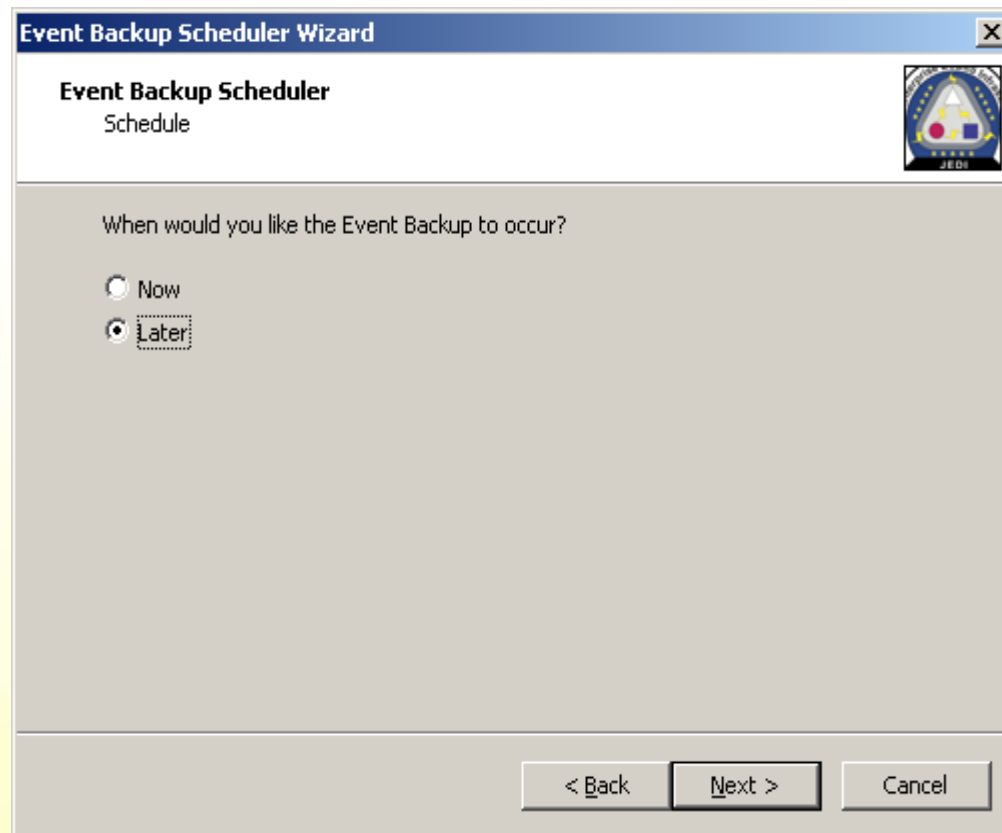 Event Backup Scheduler Wizard
Event Backup Scheduler
Schedule
JEDI
When would you like the Event Backup to occur?
Now
Later
< Back
Next >
Cancel